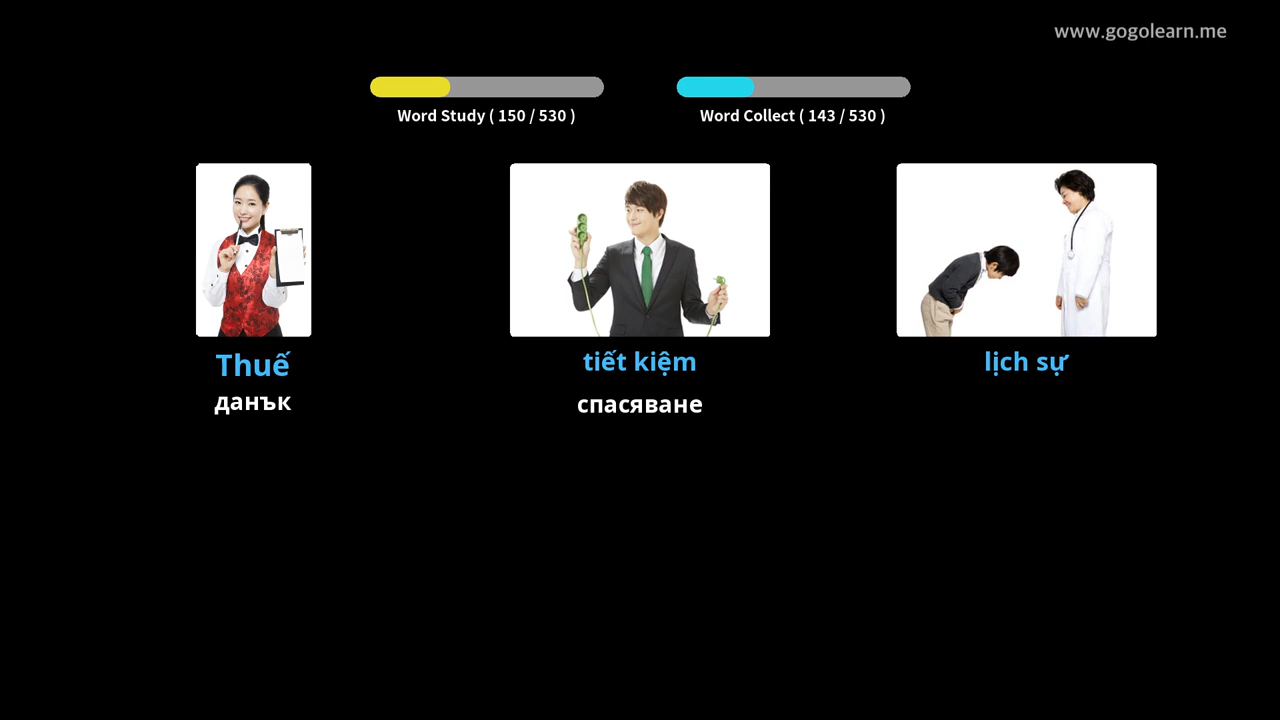 www.gogolearn.me
Word Study ( 150 / 530 )
Word Collect ( 143 / 530 )
Thuế
tiết kiệm
lịch sự
данък
спасяване